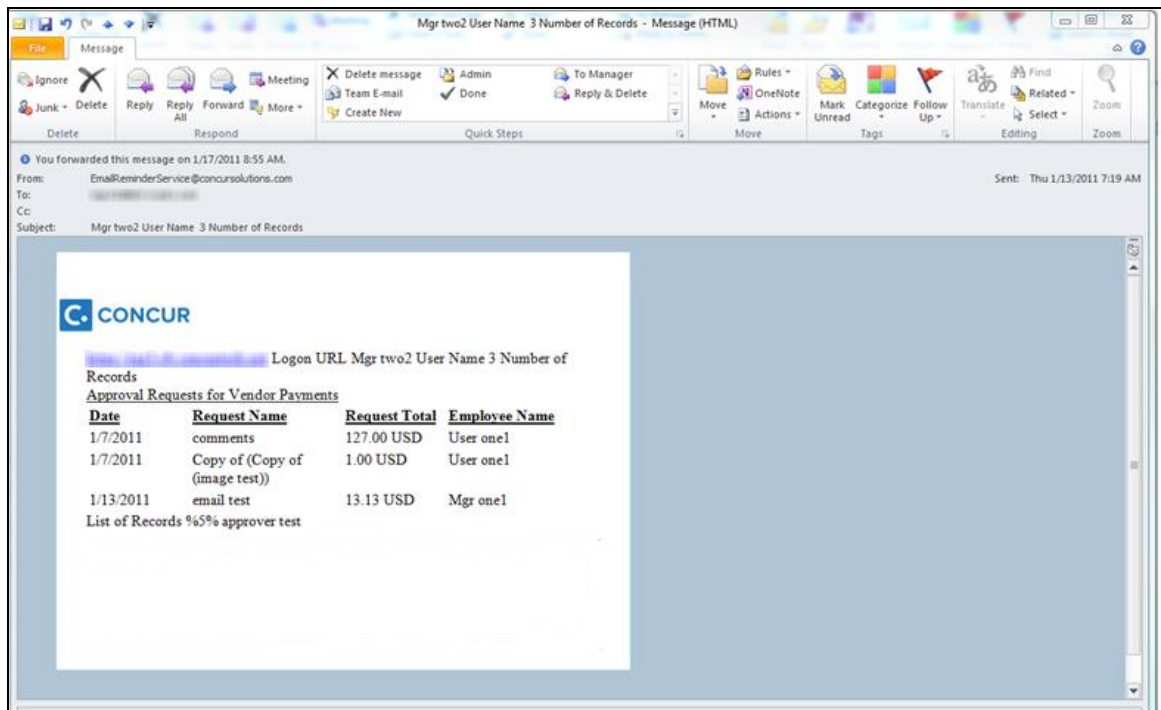 Mgr two2 User Name 3 Number of Records - Message (HTML)
File Message
Ignore
Junk
Delete
Reply
Reply All
Forward
Meeting
More
Delete message
Team E-mail
Create New
Admin
Done
To Manager
Reply & Delete
Move
Rules
OneNote
Actions
Mark Unread
Categorize
Follow Up
Translate
Find
Related
Select
Zoom
Delete Respond Quick Steps Move Tags Editing Zoom
You forwarded this message on 1/17/2011 8:55 AM.
From: EmailReminderService@concursolutions.com Sent: Thu 1/13/2011 7:19 AM
To:
Cc:
Subject: Mgr two2 User Name 3 Number of Records
C. CONCUR
Logon URL Mgr two2 User Name 3 Number of
Records
Approval Requests for Vendor Payments
Date Request Name Request Total Employee Name
1/7/2011 comments 127.00 USD User one1
1/7/2011 Copy of (Copy of 1.00 USD User one1
(image test))
1/13/2011 email test 13.13 USD Mgr one1
List of Records %5% approver test